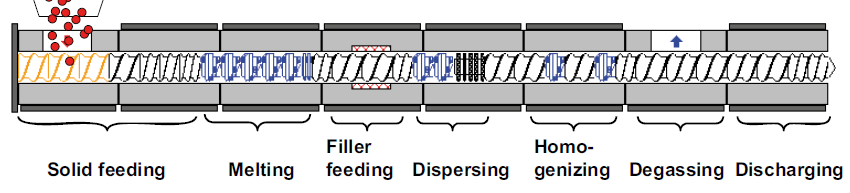 Solid feeding
Melting
Filler
feeding
Dispersing
Homo-
genizing
Degassing
Discharging